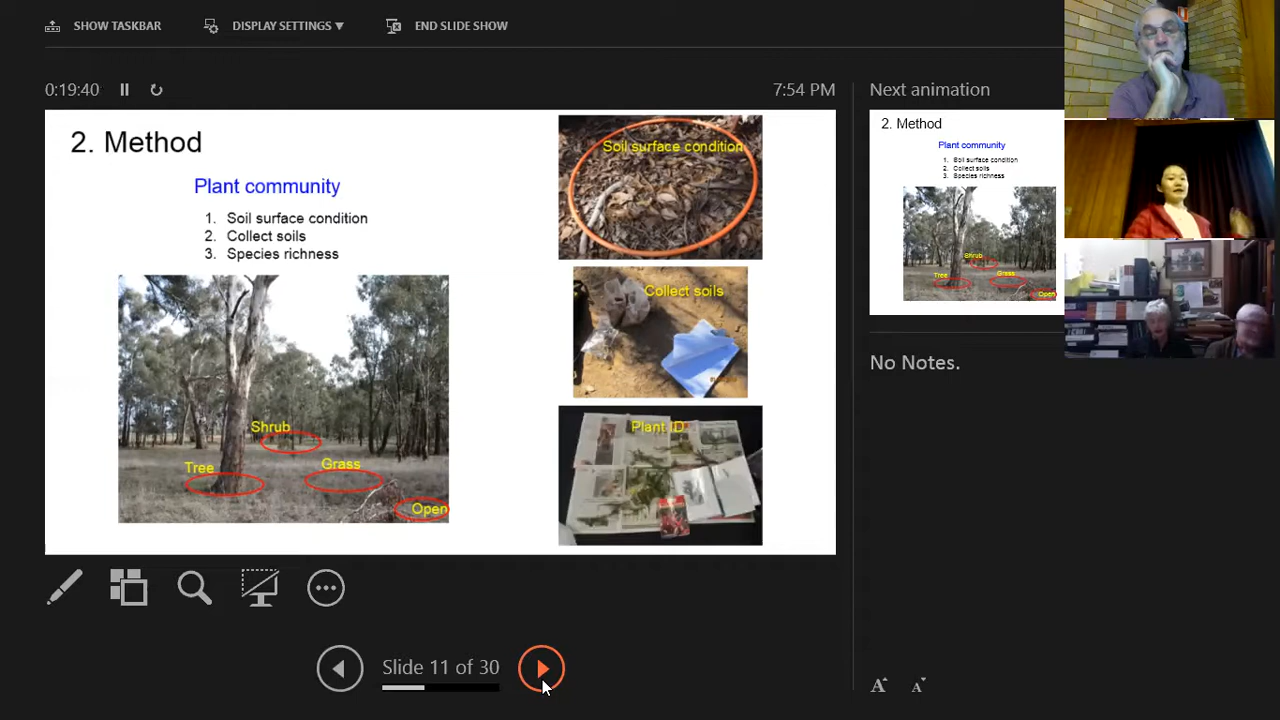 SHOW TASKBAR
DISPLAY SETTINGS ▼
END SLIDE SHOW
0:19:40
7:54 PM
2. Method
Plant community
1. Soil surface condition
2. Collect soils
3. Species richness
Shrub
Tree
Grass
Open
Soil surface condition
Collect soils
Plant ID
Slide 11 of 30
Next animation
2. Method
Plant community
1. Soil surface condition
2. Collect soils
3. Species richness
Shrub
Tree
Grass
Open
No Notes.
A
A